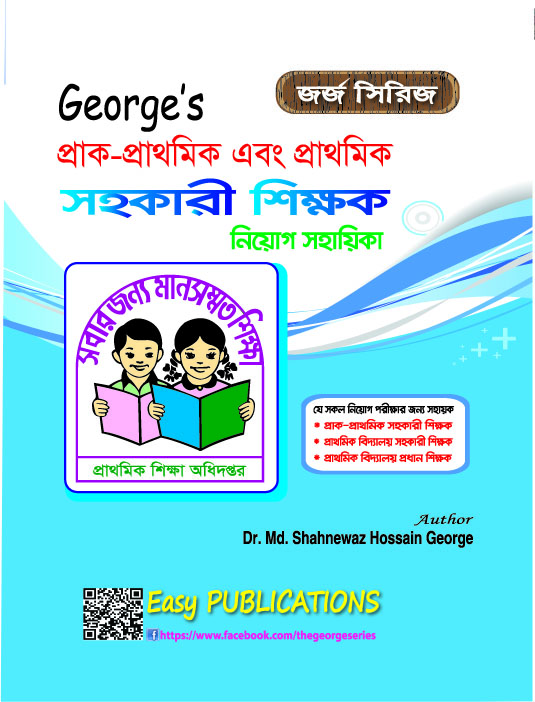 জর্জ সিরিজ
George's
প্রাক-প্রাথমিক এবং প্রাথমিক
সহকারী শিক্ষক
নিয়োগ সহায়িকা
সবার জন্য মানসম্মত শিক্ষা
প্রাথমিক শিক্ষা অধিদপ্তর
যে সকল নিয়োগ পরীক্ষার জন্য সহায়ক
* প্রাক-প্রাথমিক সহকারী শিক্ষক
* প্রাথমিক বিদ্যালয় সহকারী শিক্ষক
* প্রাথমিক বিদ্যালয় প্রধান শিক্ষক
Author
Dr. Md. Shahnewaz Hossain George
Easy PUBLICATIONS
f https://www.facebook.com/thegeorgeseries